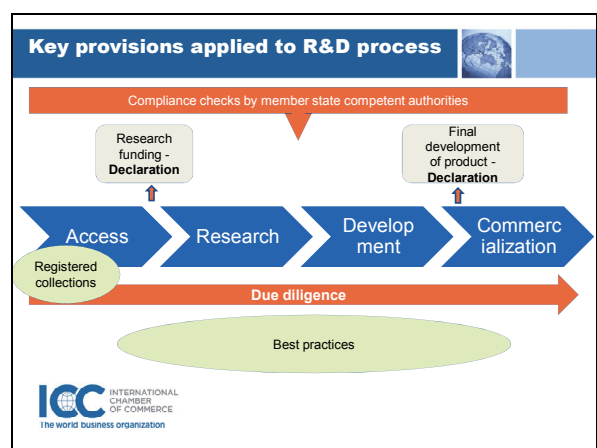 Key provisions applied to R&D process
Compliance checks by member state competent authorities
Research
funding -
Declaration
Final
development
of product -
Declaration
Access
Research
Develop
ment
Commerc
ialization
Registered
collections
Due diligence
Best practices
ICC
INTERNATIONAL
CHAMBER
OF COMMERCE
The world business organization